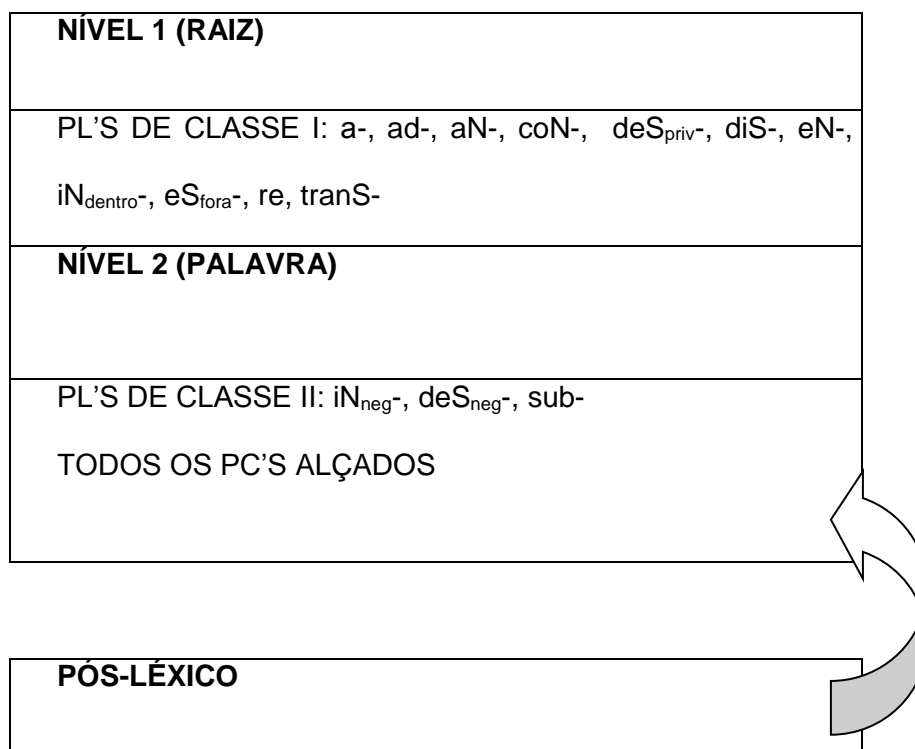 NÍVEL 1 (RAIZ)
PL’S DE CLASSE I: a-, ad-, aN-, coN-, deSpriv-, diS-, eN-,
iNdentro-, eSfora-, re, tranS-
NÍVEL 2 (PALAVRA)
PL’S DE CLASSE II: iNneg-, deSneg-, sub-
TODOS OS PC’S ALÇADOS
PÓS-LÉXICO